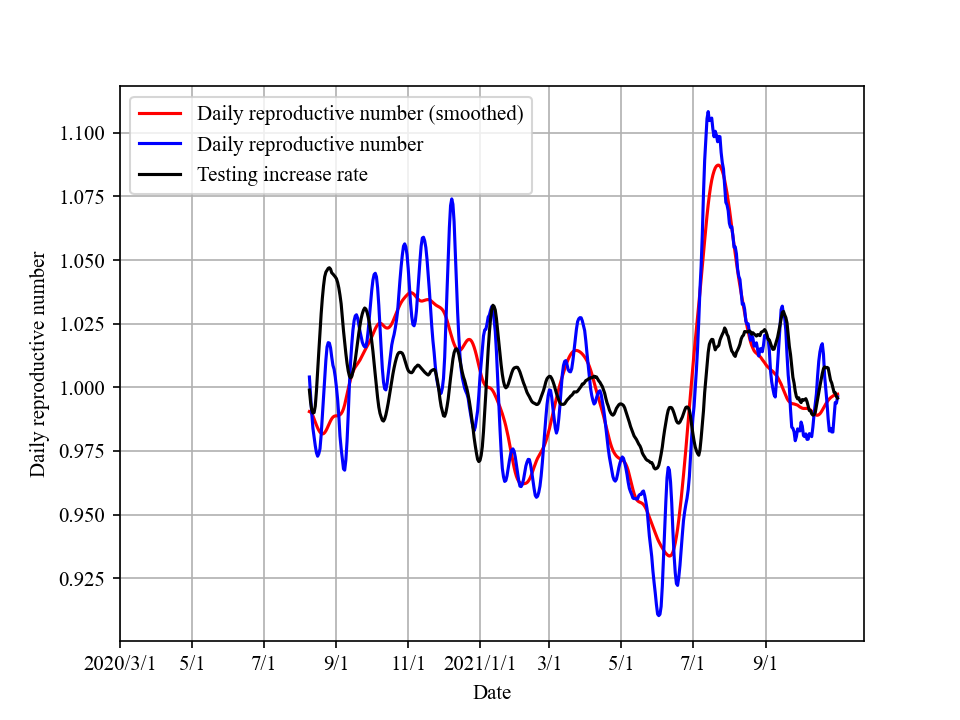 Daily reproductive number (smoothed)
Daily reproductive number
Testing increase rate
Daily reproductive number
1.100
1.075
1.050
1.025
1.000
0.975
0.950
0.925
2020/3/1 5/1 7/1 9/1 11/1 2021/1/1 3/1 5/1 7/1 9/1
Date